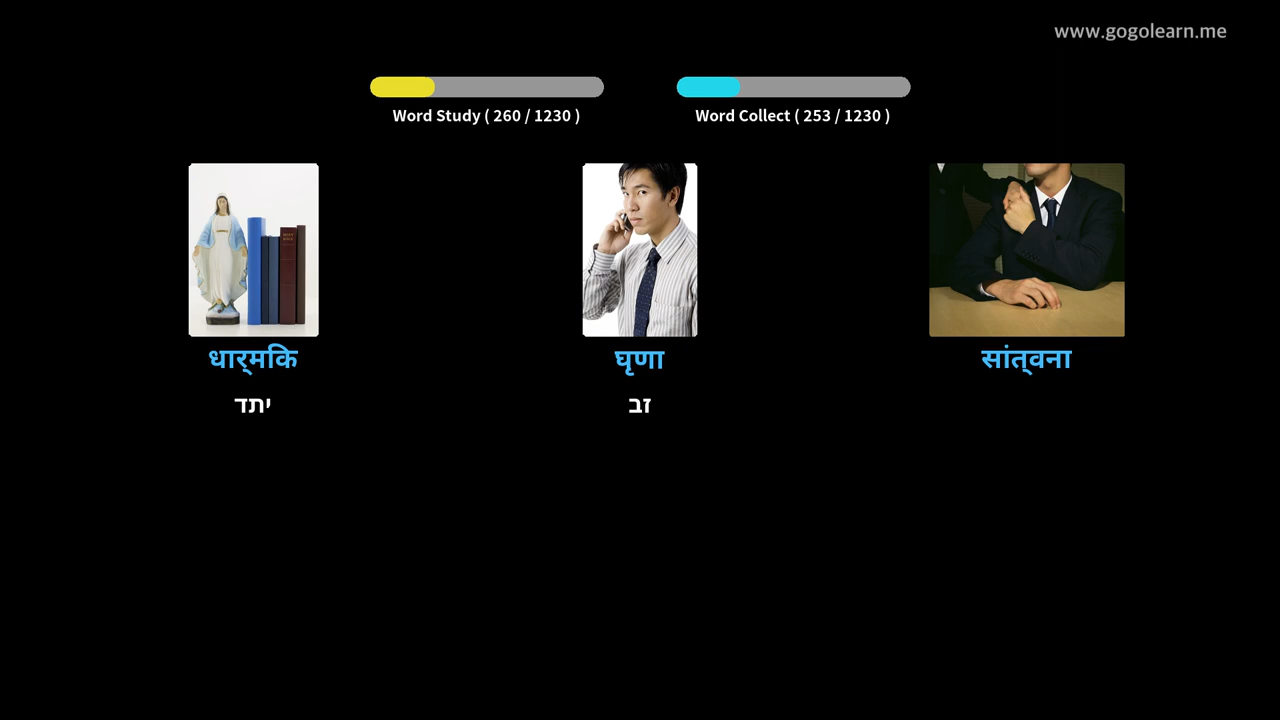 www.gogolearn.me
Word Study ( 260 / 1230 )
Word Collect ( 253 / 1230 )
धार्‌मकि
יתד
घृणा
זב
सांत्‌वना